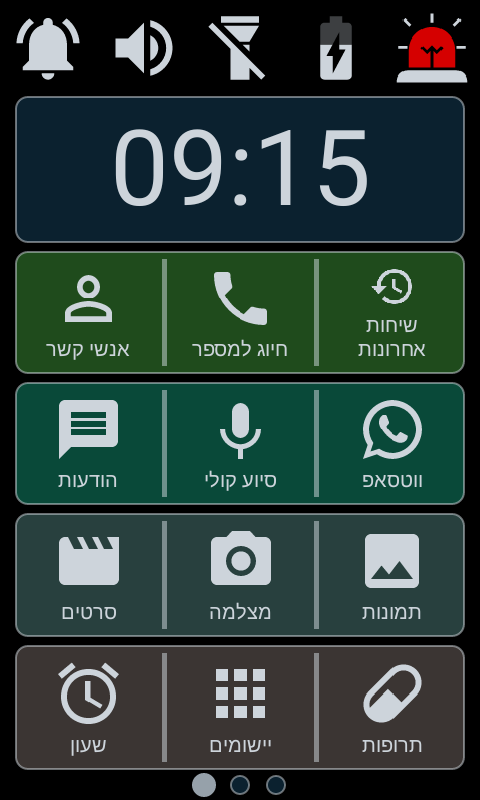 09:15
שיחות
אחרונות
חיוג למספר
אנשי קשר
ווטסאפ
סיוע קולי
הודעות
תמונות
מצלמה
סרטים
תרופות
יישומים
שעון